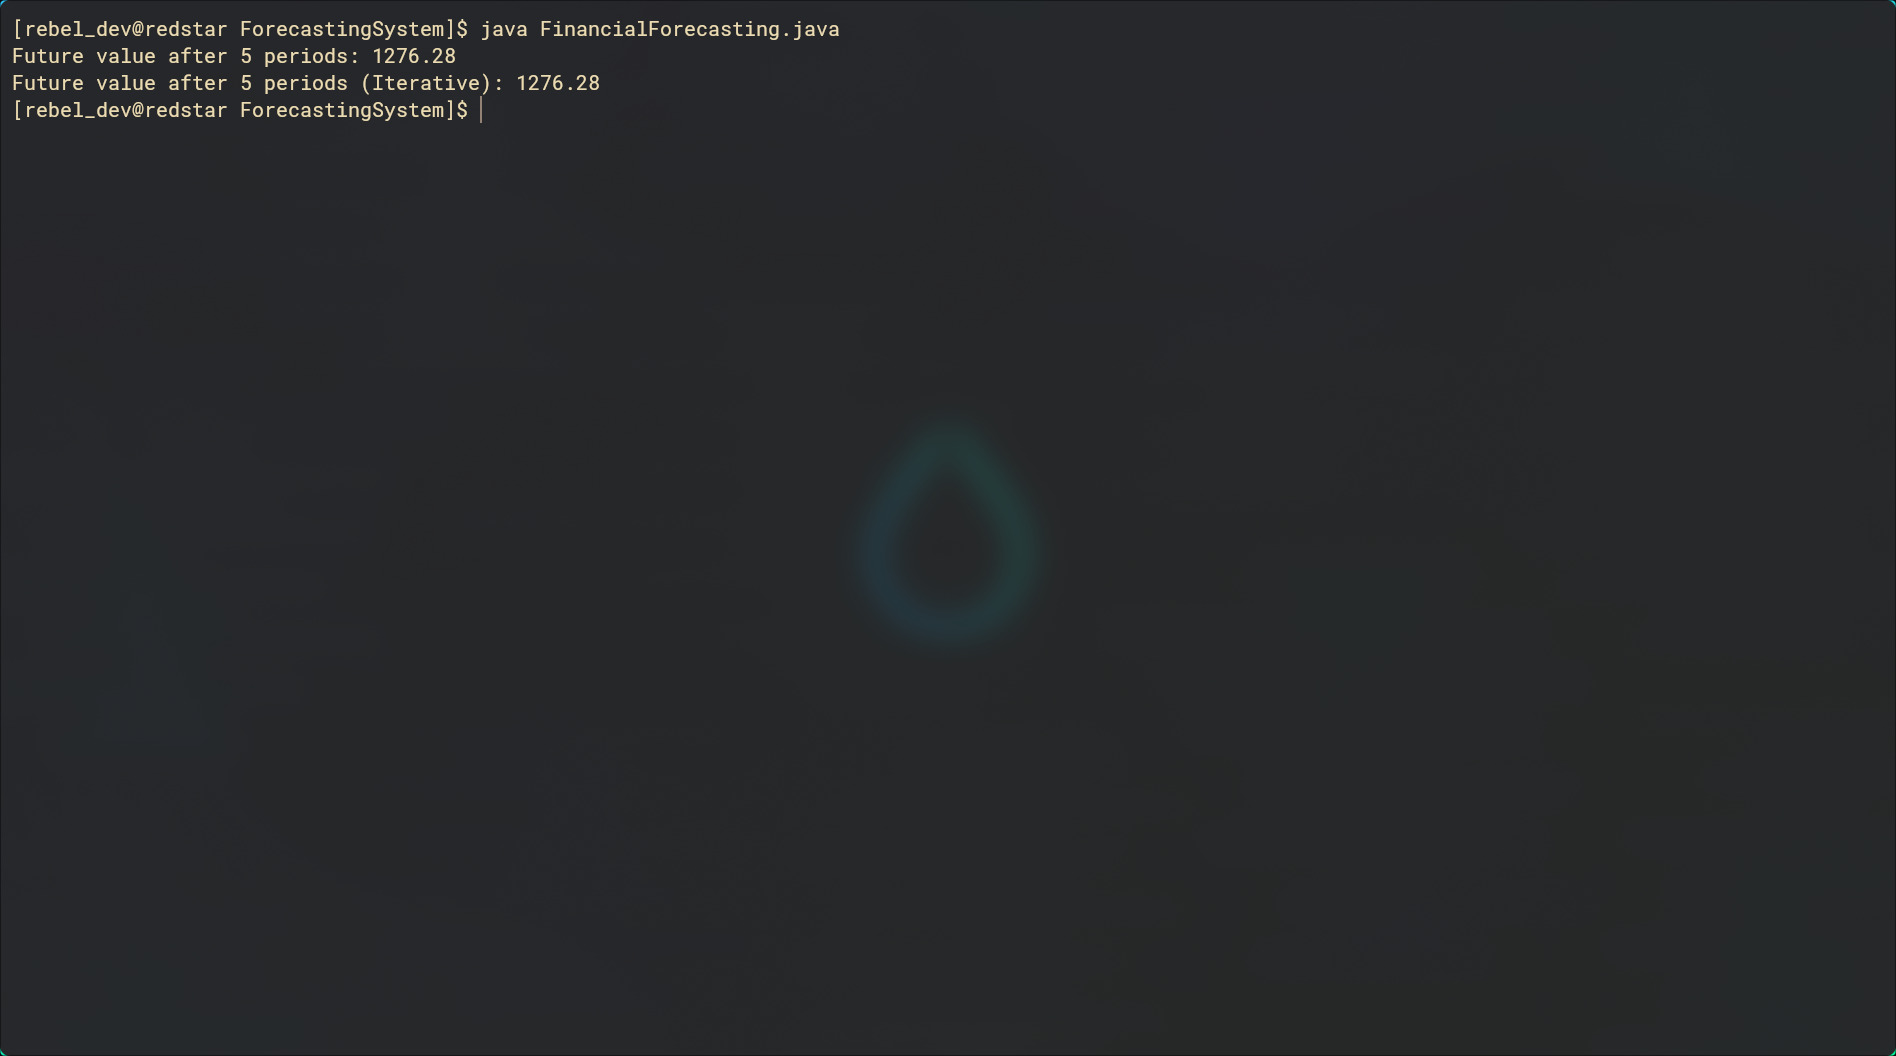 [rebel_dev@redstar ForecastingSystem]$ java FinancialForecasting.java
Future value after 5 periods: 1276.28
Future value after 5 periods (Iterative): 1276.28
[rebel_dev@redstar ForecastingSystem]$